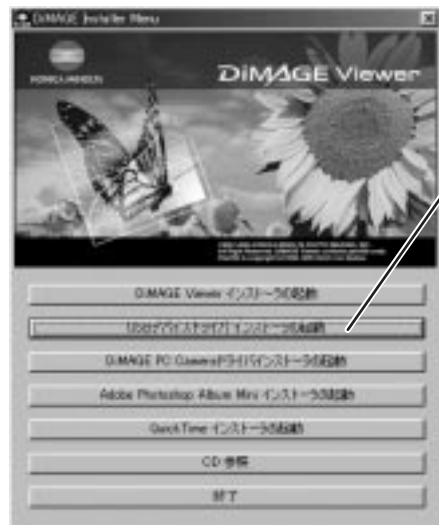 DiMAGE Installer Menu
KONICA MINOLTA
DiMAGE Viewer
DiMAGE Viewer インストーラの起動
USBデバイスドライバ インストーラの起動
DiMAGE PC Cameraドライバインストーラの起動
Adobe Photoshop Album Mini インストーラの起動
QuickTime インストーラの起動
CD 参照
終了